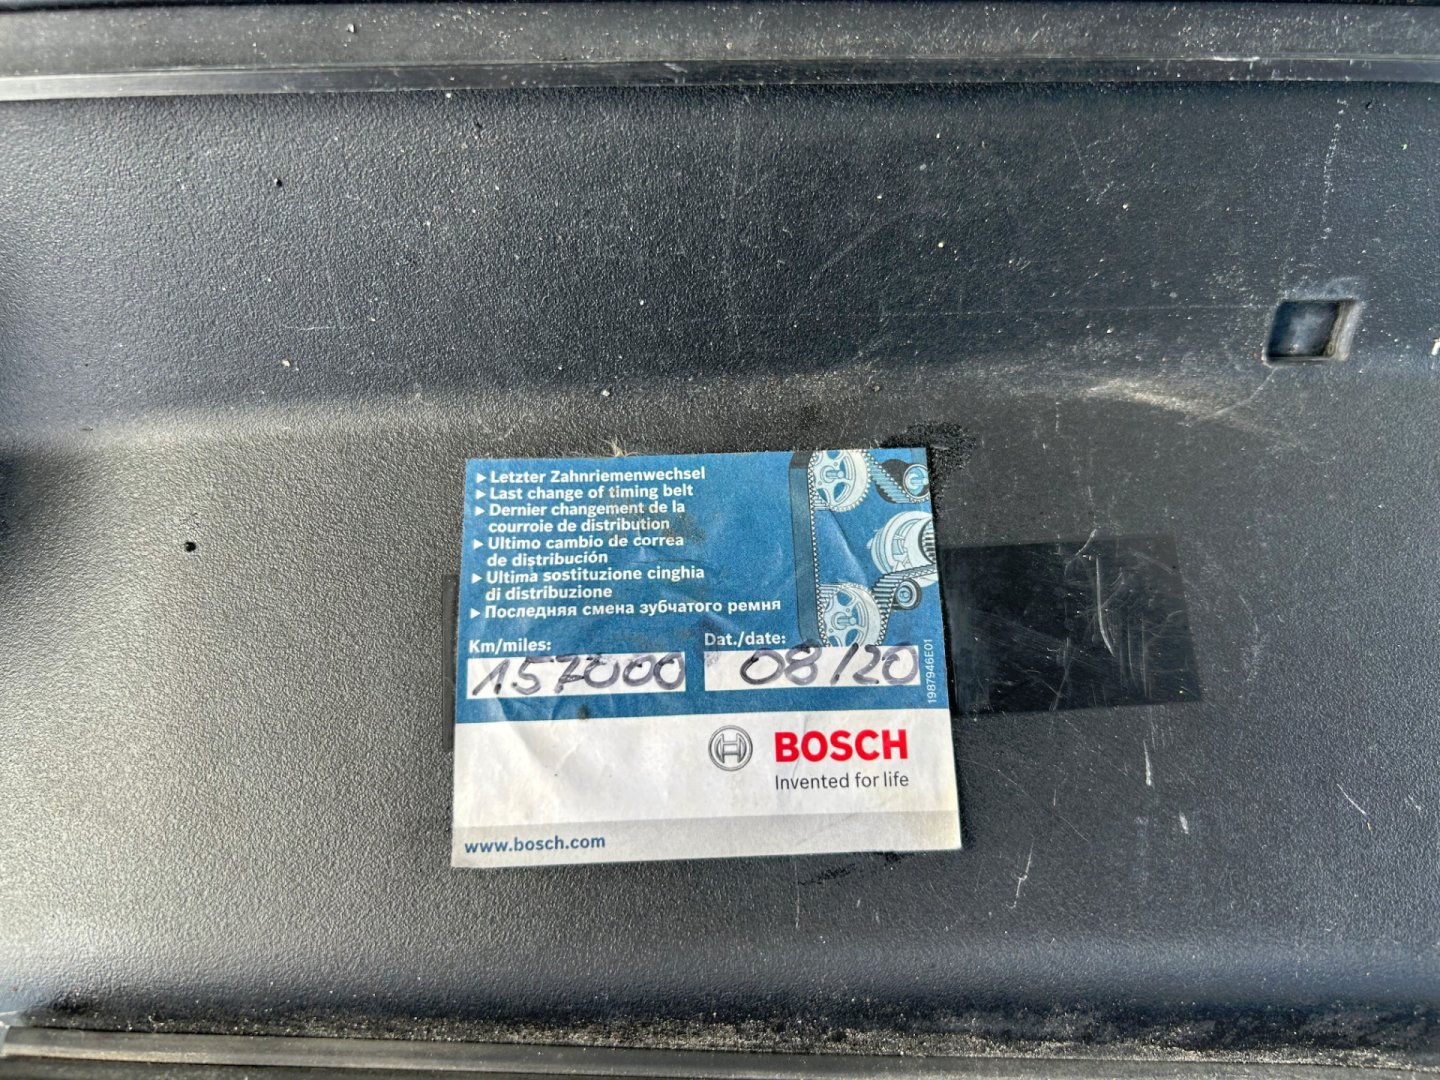 ▶ Letzter Zahnriemenwechsel
▶ Last change of timing belt
▶ Dernier changement de la
courroie de distribution
▶ Ultimo cambio de correa
de distribución
▶ Ultima sostituzione cinghia
di distribuzione
▶ Последняя смена зубчатого ремня
Km/miles: Dat./date:
157000 08/20
1987946E01
BOSCH
Invented for life
www.bosch.com